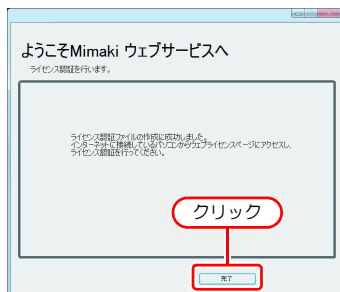 ようこそMimaki ウェブサービスへ
ライセンス認証を行います。
ライセンス認証ファイルの作成に成功しました。
インターネットに接続しているパソコンからウェブライセンスページにアクセスし、
ライセンス認証を行ってください。
クリック
完了